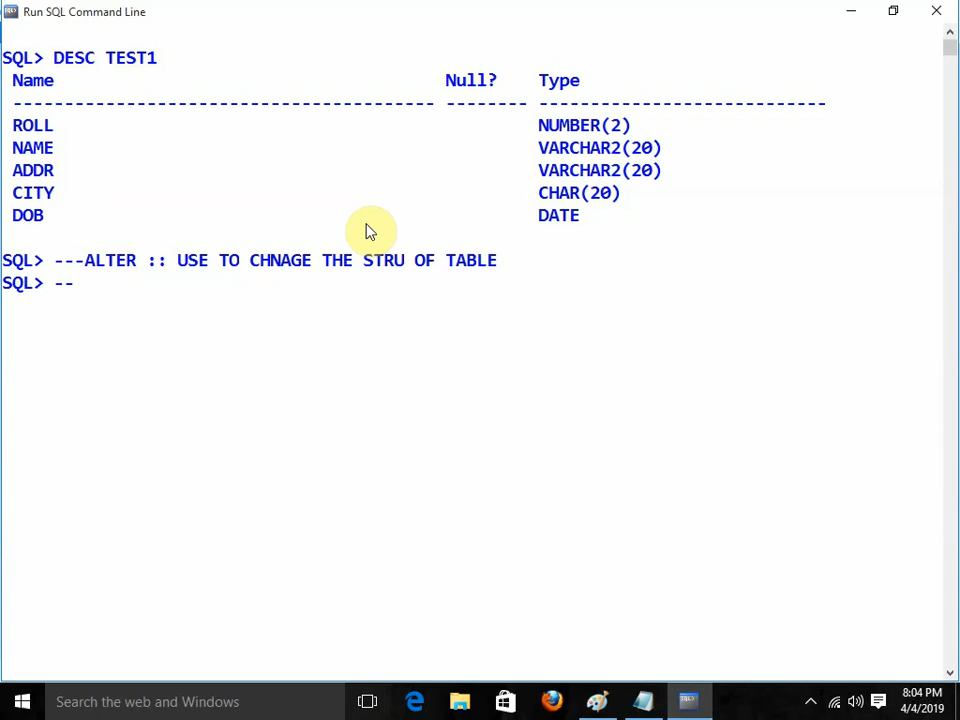 Run SQL Command Line
SQL> DESC TEST1
Name Null? Type
----------------------------------------- -------- ----------------------------
ROLL NUMBER(2)
NAME VARCHAR2(20)
ADDR VARCHAR2(20)
CITY CHAR(20)
DOB DATE
SQL> ---ALTER :: USE TO CHNAGE THE STRU OF TABLE
SQL> --
Search the web and Windows
8:04 PM
4/4/2019